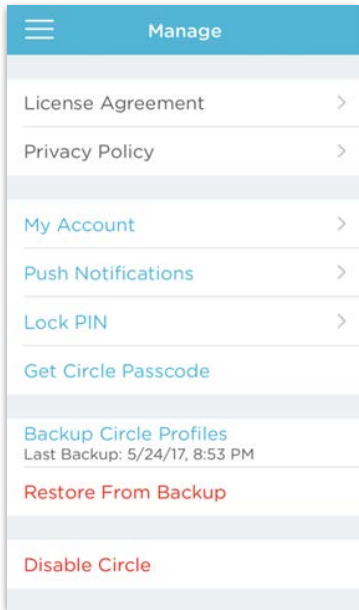 Manage
License Agreement
Privacy Policy
My Account
Push Notifications
Lock PIN
Get Circle Passcode
Backup Circle Profiles
Last Backup: 5/24/17, 8:53 PM
Restore From Backup
Disable Circle